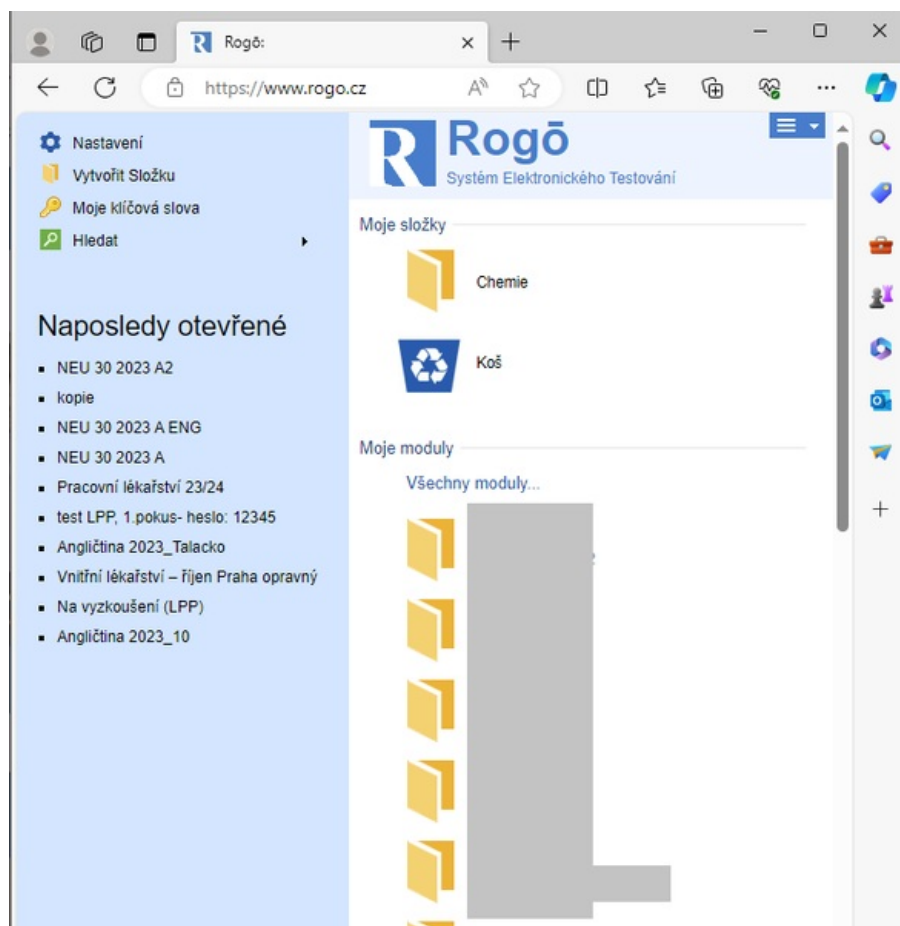 Rogō:
https://www.rogo.cz
Nastavení
Vytvořit Složku
Moje klíčová slova
Hledat
Naposledy otevřené
NEU 30 2023 A2
kopie
NEU 30 2023 A ENG
NEU 30 2023 A
Pracovní lékařství 23/24
test LPP, 1.pokus- heslo: 12345
Angličtina 2023_Talacko
Vnitřní lékařství – říjen Praha opravný
Na vyzkoušení (LPP)
Angličtina 2023_10
Rogō
Systém Elektronického Testování
Moje složky
Chemie
Koš
Moje moduly
Všechny moduly...